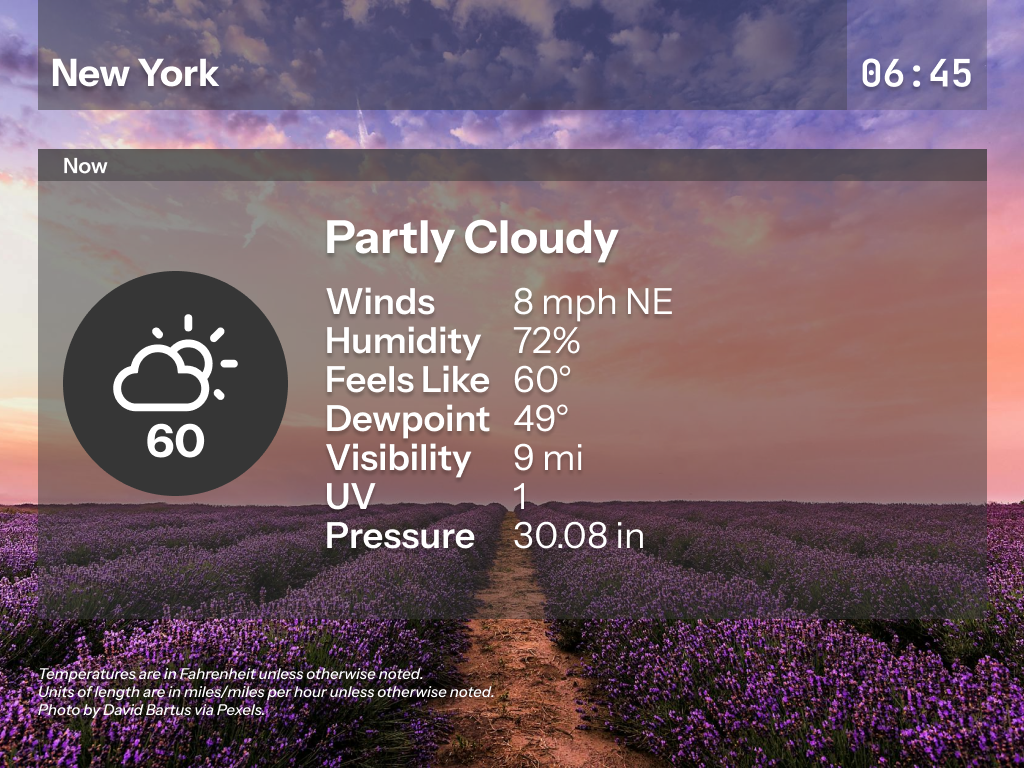 New York
06:45
Now
Partly Cloudy
Winds 8 mph NE
Humidity 72%
Feels Like 60°
Dewpoint 49°
Visibility 9 mi
UV 1
Pressure 30.08 in
60
Temperatures are in Fahrenheit unless otherwise noted.
Units of length are in miles/miles per hour unless otherwise noted.
Photo by David Bartus via Pexels.